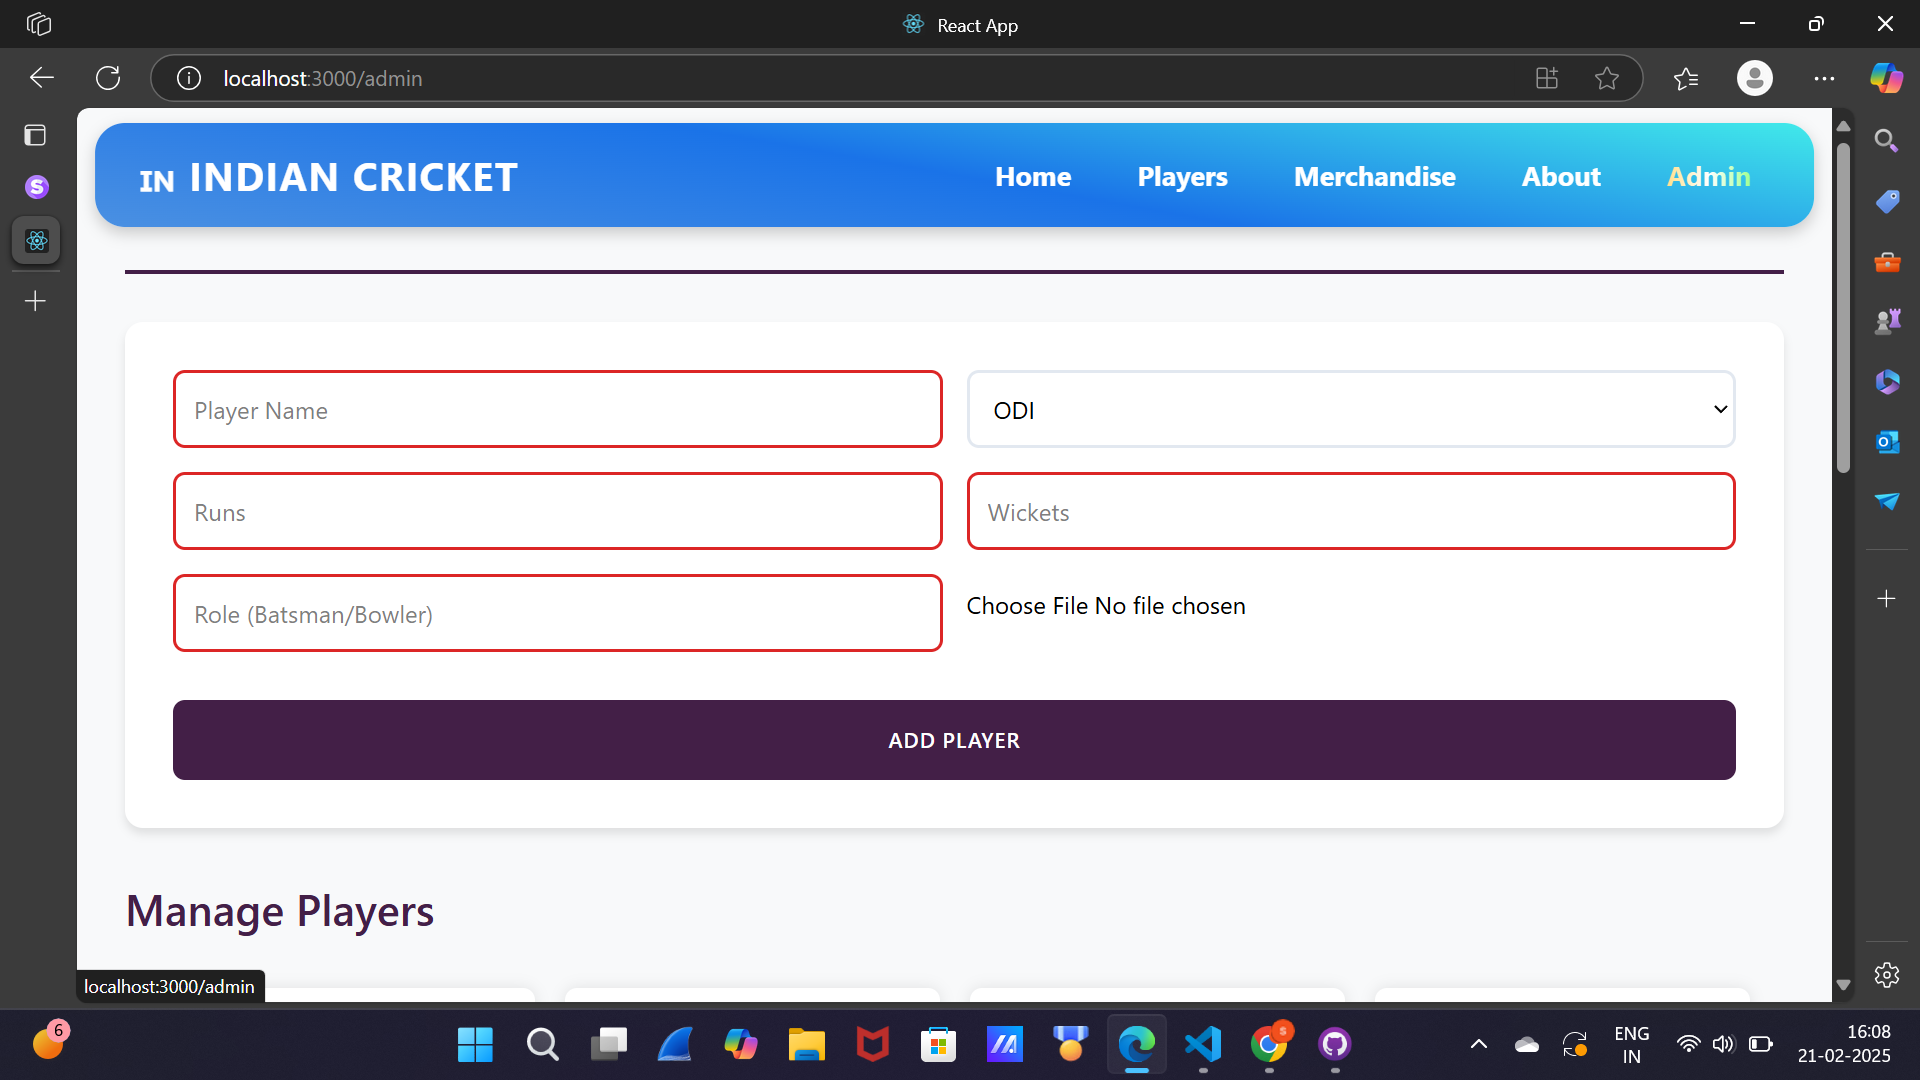 React App
localhost:3000/admin
IN INDIAN CRICKET
Home
Players
Merchandise
About
Admin
Player Name
ODI
Runs
Wickets
Role (Batsman/Bowler)
Choose File No file chosen
ADD PLAYER
Manage Players
localhost:3000/admin
6
S
ENG
IN
16:08
21-02-2025